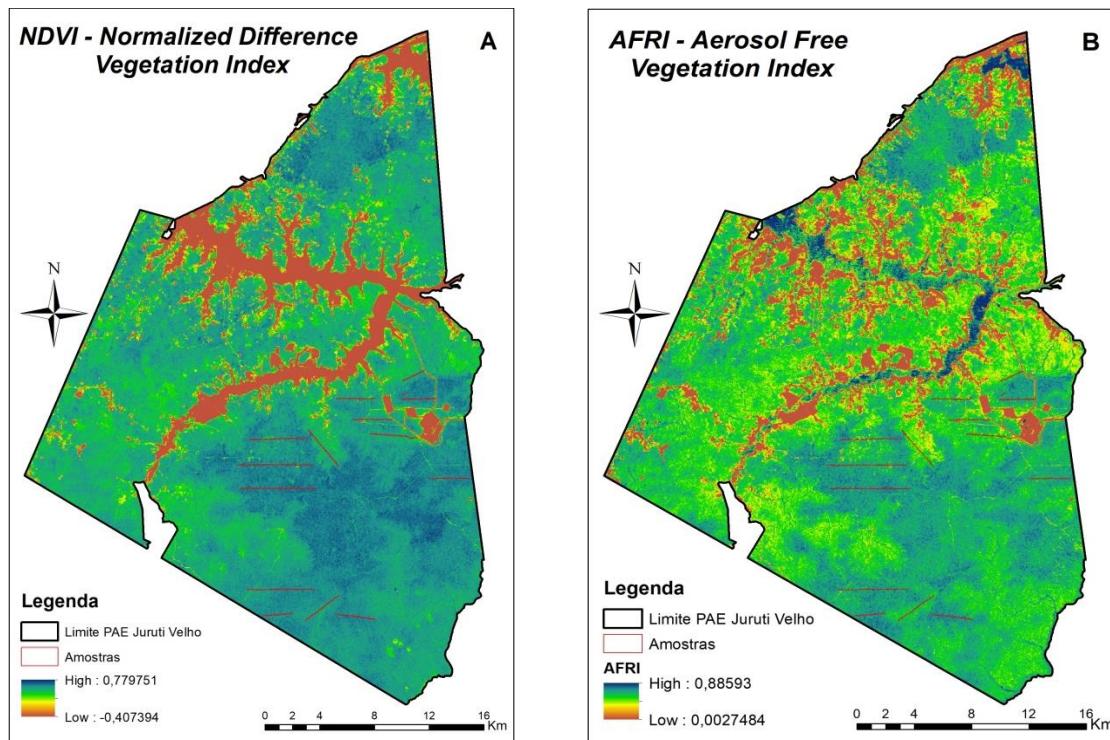 NDVI - Normalized Difference
Vegetation Index
A
N
Legenda
Limite PAE Juruti Velho
Amostras
High : 0,779751
Low : -0,407394
0 2 4 8 12 16
Km
AFRI - Aerosol Free
Vegetation Index
B
N
Legenda
Limite PAE Juruti Velho
Amostras
AFRI
High : 0,88593
Low : 0,0027484
0 2 4 8 12 16
Km